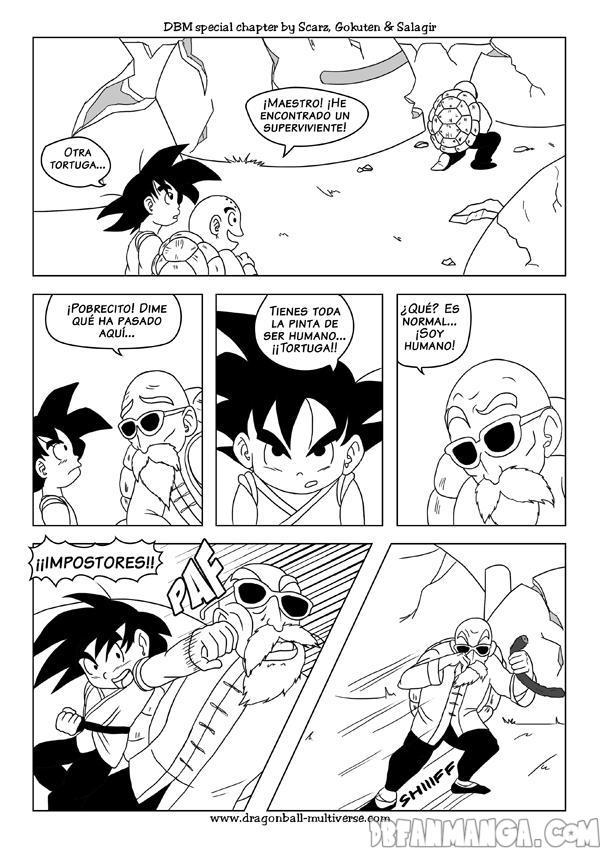 DBM special chapter by Scarz, Gokuten & Salagir
¡Maestro! ¡He
encontrado un
superviviente!
Otra
tortuga...
¡Pobrecito! Dime
qué ha pasado
aquí...
Tienes toda
la pinta de
ser humano...
¡¡Tortuga!!
¿Qué? Es
normal...
¡Soy
humano!
¡¡Impostores!!
PAF
SHIIIFF
www.dragonball-multiverse.com
DBFANMANGA.COM